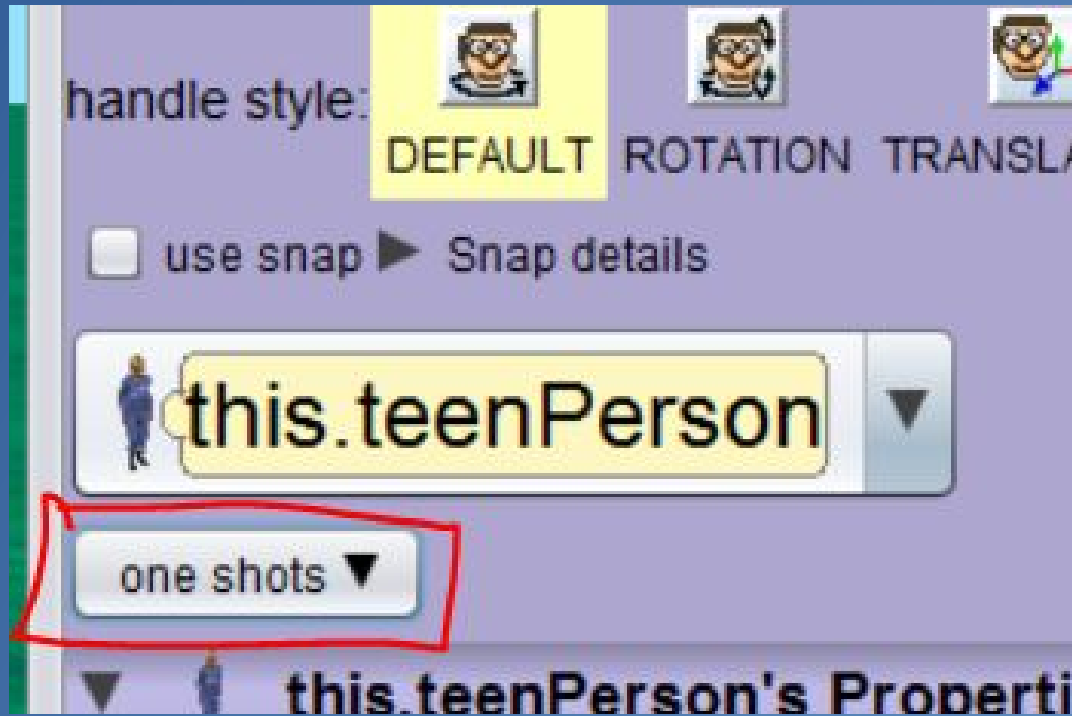 handle style:
DEFAULT ROTATION TRANSLA
use snap Snap details
this.teenPerson
one shots
this.teenPerson's Properti